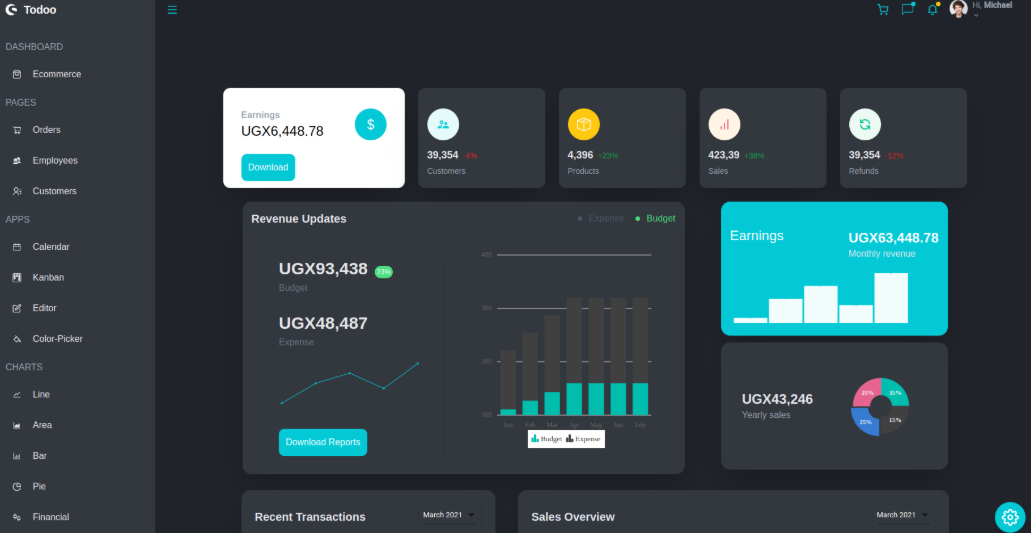 Todoo
Hi, Michael
DASHBOARD
Ecommerce
PAGES
Orders
Employees
Customers
APPS
Calendar
Kanban
Editor
Color-Picker
CHARTS
Line
Area
Bar
Pie
Financial
Earnings
UGX6,448.78
$
Download
39,354 -4%
Customers
4,396 +23%
Products
423,39 +38%
Sales
39,354 -12%
Refunds
Revenue Updates
Expense
Budget
UGX93,438 23%
Budget
UGX48,487
Expense
Download Reports
400
300
200
100
Jan Feb Mar Apr May Jun July
Budget Expense
Earnings
UGX63,448.78
Monthly revenue
UGX43,246
Yearly sales
25% 35%
25% 15%
Recent Transactions
March 2021
Sales Overview
March 2021